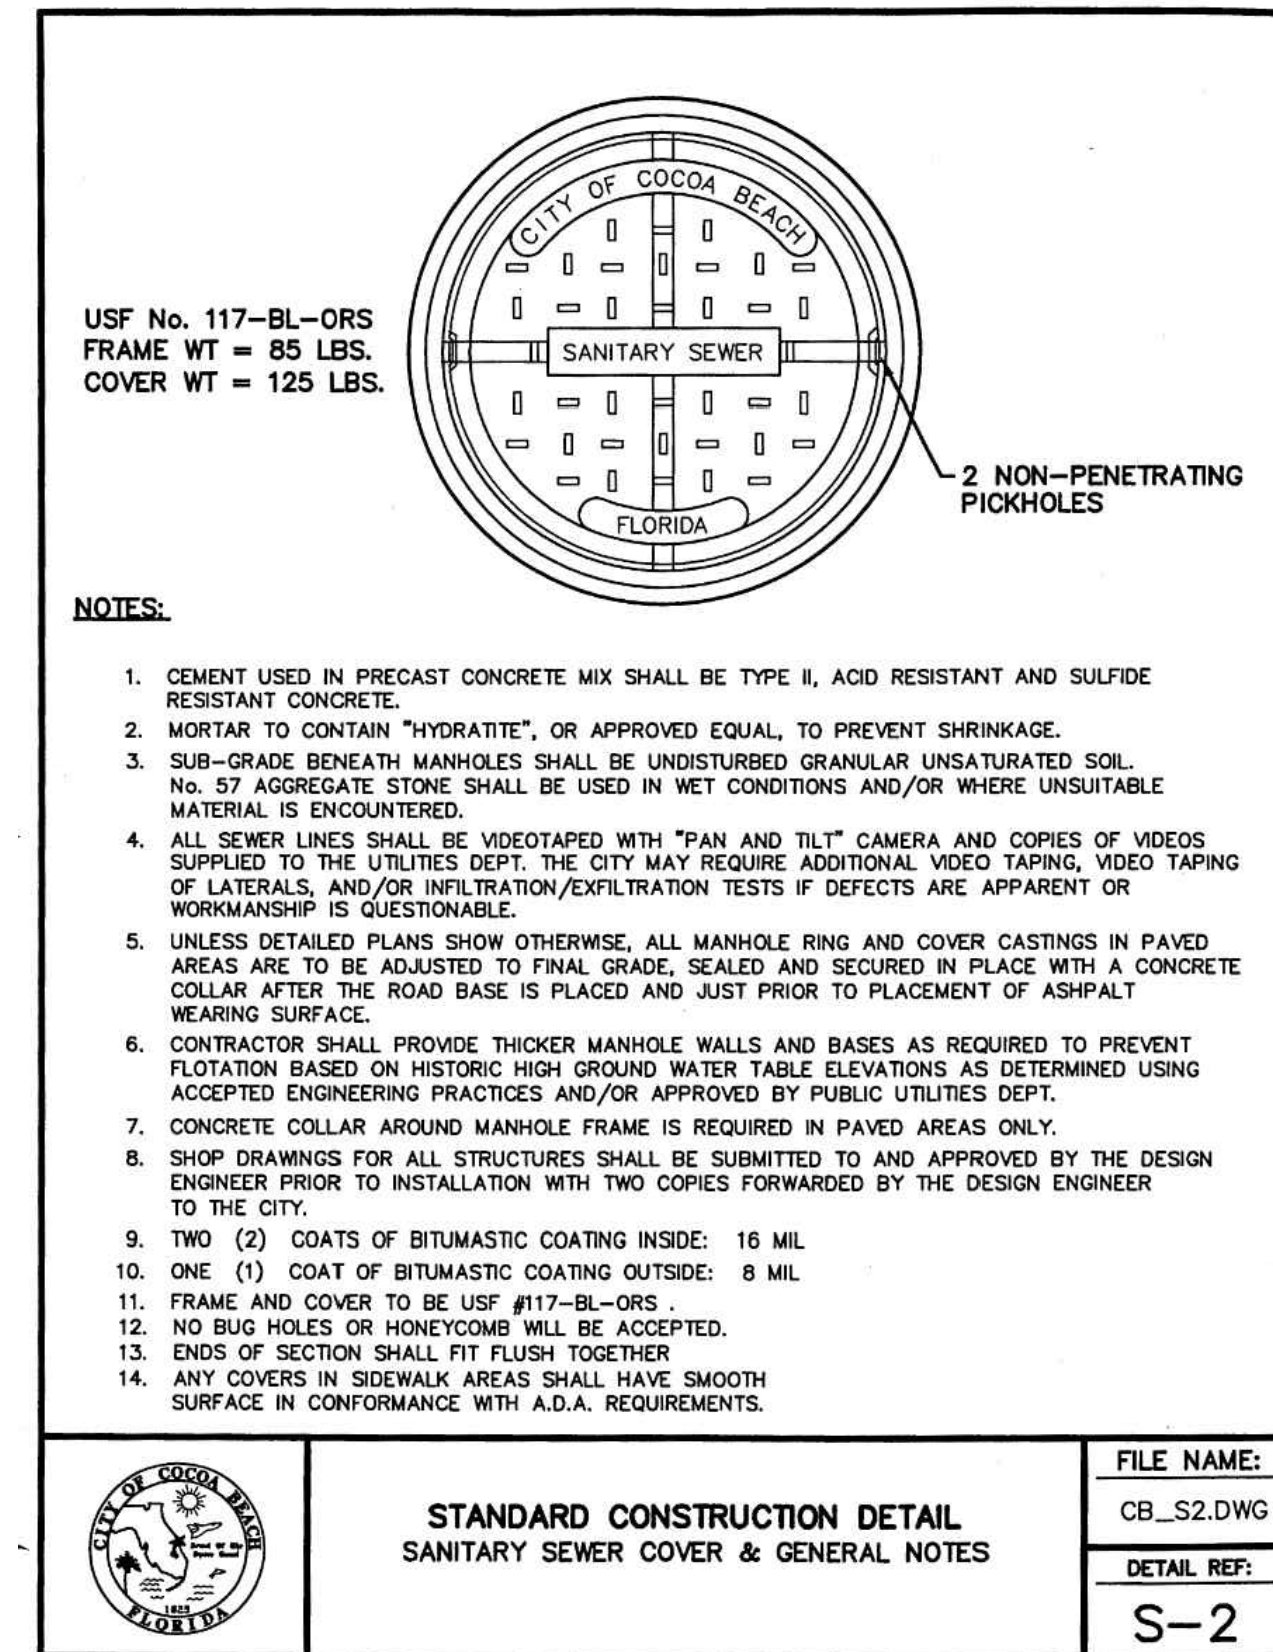 CITY OF COCOA BEACH
USF No. 117-BL-ORS
FRAME WT = 85 LBS.
COVER WT = 125 LBS.
SANITARY SEWER
2 NON-PENETRATING
PICKHOLES
FLORIDA
NOTES:
1. CEMENT USED IN PRECAST CONCRETE MIX SHALL BE TYPE II, ACID RESISTANT AND SULFIDE
RESISTANT CONCRETE.
2. MORTAR TO CONTAIN "HYDRATITE", OR APPROVED EQUAL, TO PREVENT SHRINKAGE.
3. SUB-GRADE BENEATH MANHOLES SHALL BE UNDISTURBED GRANULAR UNSATURATED SOIL.
No. 57 AGGREGATE STONE SHALL BE USED IN WET CONDITIONS AND/OR WHERE UNSUITABLE
MATERIAL IS ENCOUNTERED.
4. ALL SEWER LINES SHALL BE VIDEOTAPED WITH "PAN AND TILT" CAMERA AND COPIES OF VIDEOS
SUPPLIED TO THE UTILITIES DEPT. THE CITY MAY REQUIRE ADDITIONAL VIDEO TAPING, VIDEO TAPING
OF LATERALS, AND/OR INFILTRATION/EXFILTRATION TESTS IF DEFECTS ARE APPARENT OR
WORKMANSHIP IS QUESTIONABLE.
5. UNLESS DETAILED PLANS SHOW OTHERWISE, ALL MANHOLE RING AND COVER CASTINGS IN PAVED
AREAS ARE TO BE ADJUSTED TO FINAL GRADE, SEALED AND SECURED IN PLACE WITH A CONCRETE
COLLAR AFTER THE ROAD BASE IS PLACED AND JUST PRIOR TO PLACEMENT OF ASHPALT
WEARING SURFACE.
6. CONTRACTOR SHALL PROVIDE THICKER MANHOLE WALLS AND BASES AS REQUIRED TO PREVENT
FLOTATION BASED ON HISTORIC HIGH GROUND WATER TABLE ELEVATIONS AS DETERMINED USING
ACCEPTED ENGINEERING PRACTICES AND/OR APPROVED BY PUBLIC UTILITIES DEPT.
7. CONCRETE COLLAR AROUND MANHOLE FRAME IS REQUIRED IN PAVED AREAS ONLY.
8. SHOP DRAWINGS FOR ALL STRUCTURES SHALL BE SUBMITTED TO AND APPROVED BY THE DESIGN
ENGINEER PRIOR TO INSTALLATION WITH TWO COPIES FORWARDED BY THE DESIGN ENGINEER
TO THE CITY.
9. TWO (2) COATS OF BITUMASTIC COATING INSIDE: 16 MIL
10. ONE (1) COAT OF BITUMASTIC COATING OUTSIDE: 8 MIL
11. FRAME AND COVER TO BE USF #117-BL-ORS .
12. NO BUG HOLES OR HONEYCOMB WILL BE ACCEPTED.
13. ENDS OF SECTION SHALL FIT FLUSH TOGETHER
14. ANY COVERS IN SIDEWALK AREAS SHALL HAVE SMOOTH
SURFACE IN CONFORMANCE WITH A.D.A. REQUIREMENTS.
CITY OF COCOA BEACH
1925
FLORIDA
STANDARD CONSTRUCTION DETAIL
SANITARY SEWER COVER & GENERAL NOTES
FILE NAME:
CB_S2.DWG
DETAIL REF:
S-2